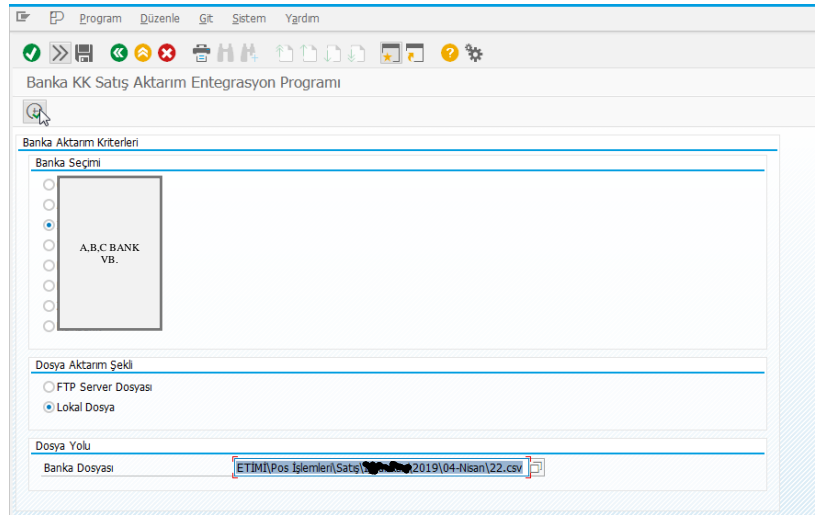 Program Düzenle Git Sistem Yardım
Banka KK Satış Aktarım Entegrasyon Programı
Banka Aktarım Kriterleri
Banka Seçimi
A,B,C BANK
VB.
Dosya Aktarım Şekli
FTP Server Dosyası
Lokal Dosya
Dosya Yolu
Banka Dosyası ETİMİ\Pos İşlemleri\Satış\ 2019\04-Nisan\22.csv